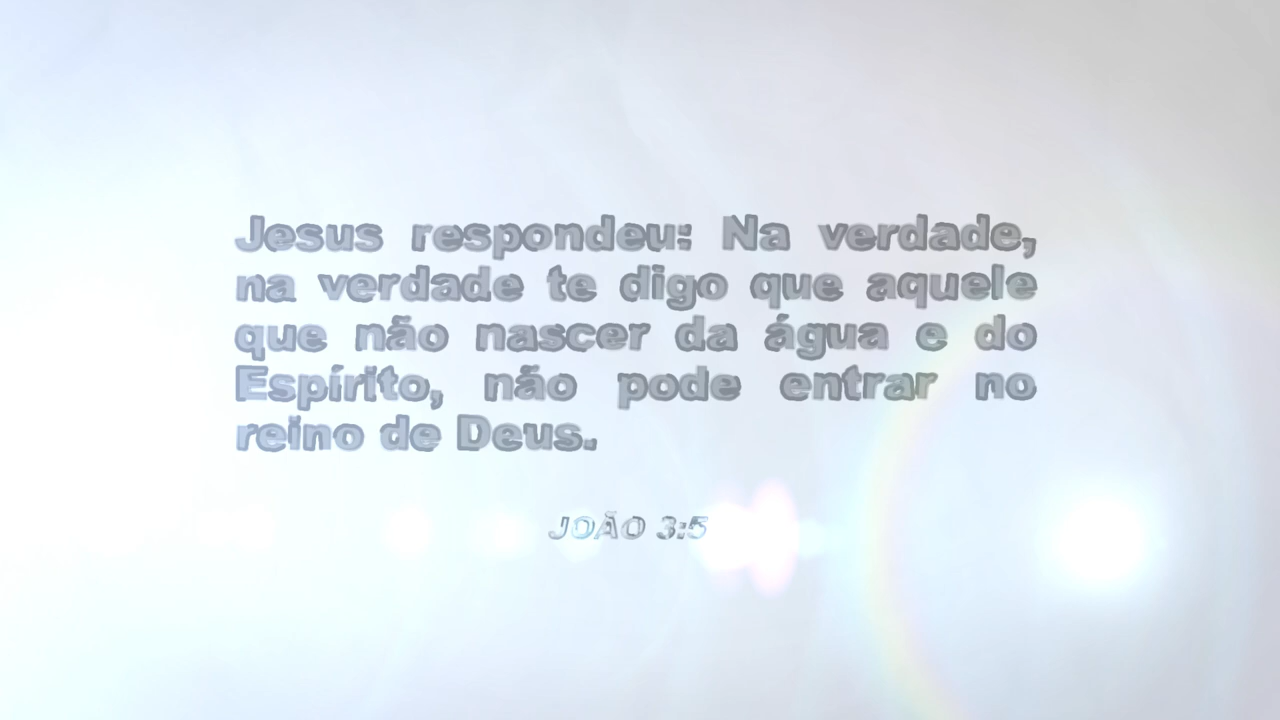 Jesus respondeu: Na verdade,
na verdade te digo que aquele
que não nascer da água e do
Espírito, não pode entrar no
reino de Deus.
JOÃO 3:5